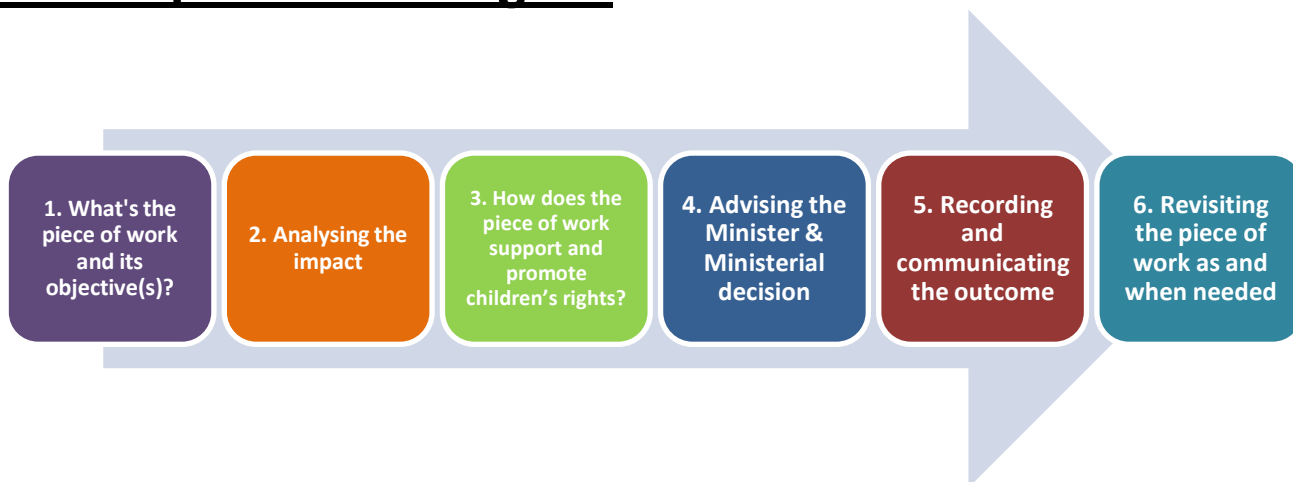 1. What's the
piece of work
and its
objective(s)?
2. Analysing the
impact
3. How does the
piece of work
support and
promote
children’s rights?
4. Advising the
Minister &
Ministerial
decision
5. Recording
and
communicating
the outcome
6. Revisiting
the piece of
work as and
when needed